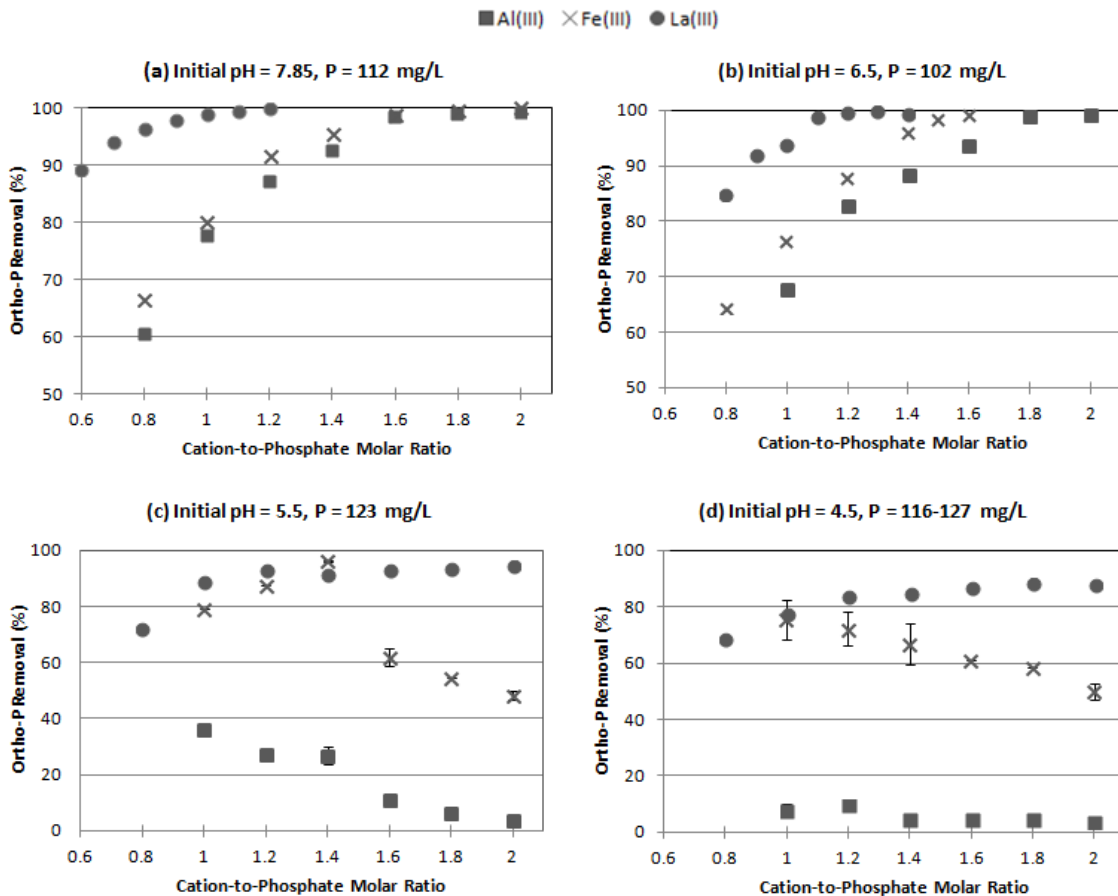 Al(III) Fe(III) La(III)
(a) Initial pH = 7.85, P = 112 mg/L
100
90
80
70
60
50
Ortho-P Removal (%)
0.6 0.8 1 1.2 1.4 1.6 1.8 2
Cation-to-Phosphate Molar Ratio
(b) Initial pH = 6.5, P = 102 mg/L
100
90
80
70
60
50
Ortho-P Removal (%)
0.6 0.8 1 1.2 1.4 1.6 1.8 2
Cation-to-Phosphate Molar Ratio
(c) Initial pH = 5.5, P = 123 mg/L
100
80
60
40
20
0
Ortho-P Removal (%)
0.6 0.8 1 1.2 1.4 1.6 1.8 2
Cation-to-Phosphate Molar Ratio
(d) Initial pH = 4.5, P = 116-127 mg/L
100
80
60
40
20
0
Ortho-P Removal (%)
0.6 0.8 1 1.2 1.4 1.6 1.8 2
Cation-to-Phosphate Molar Ratio